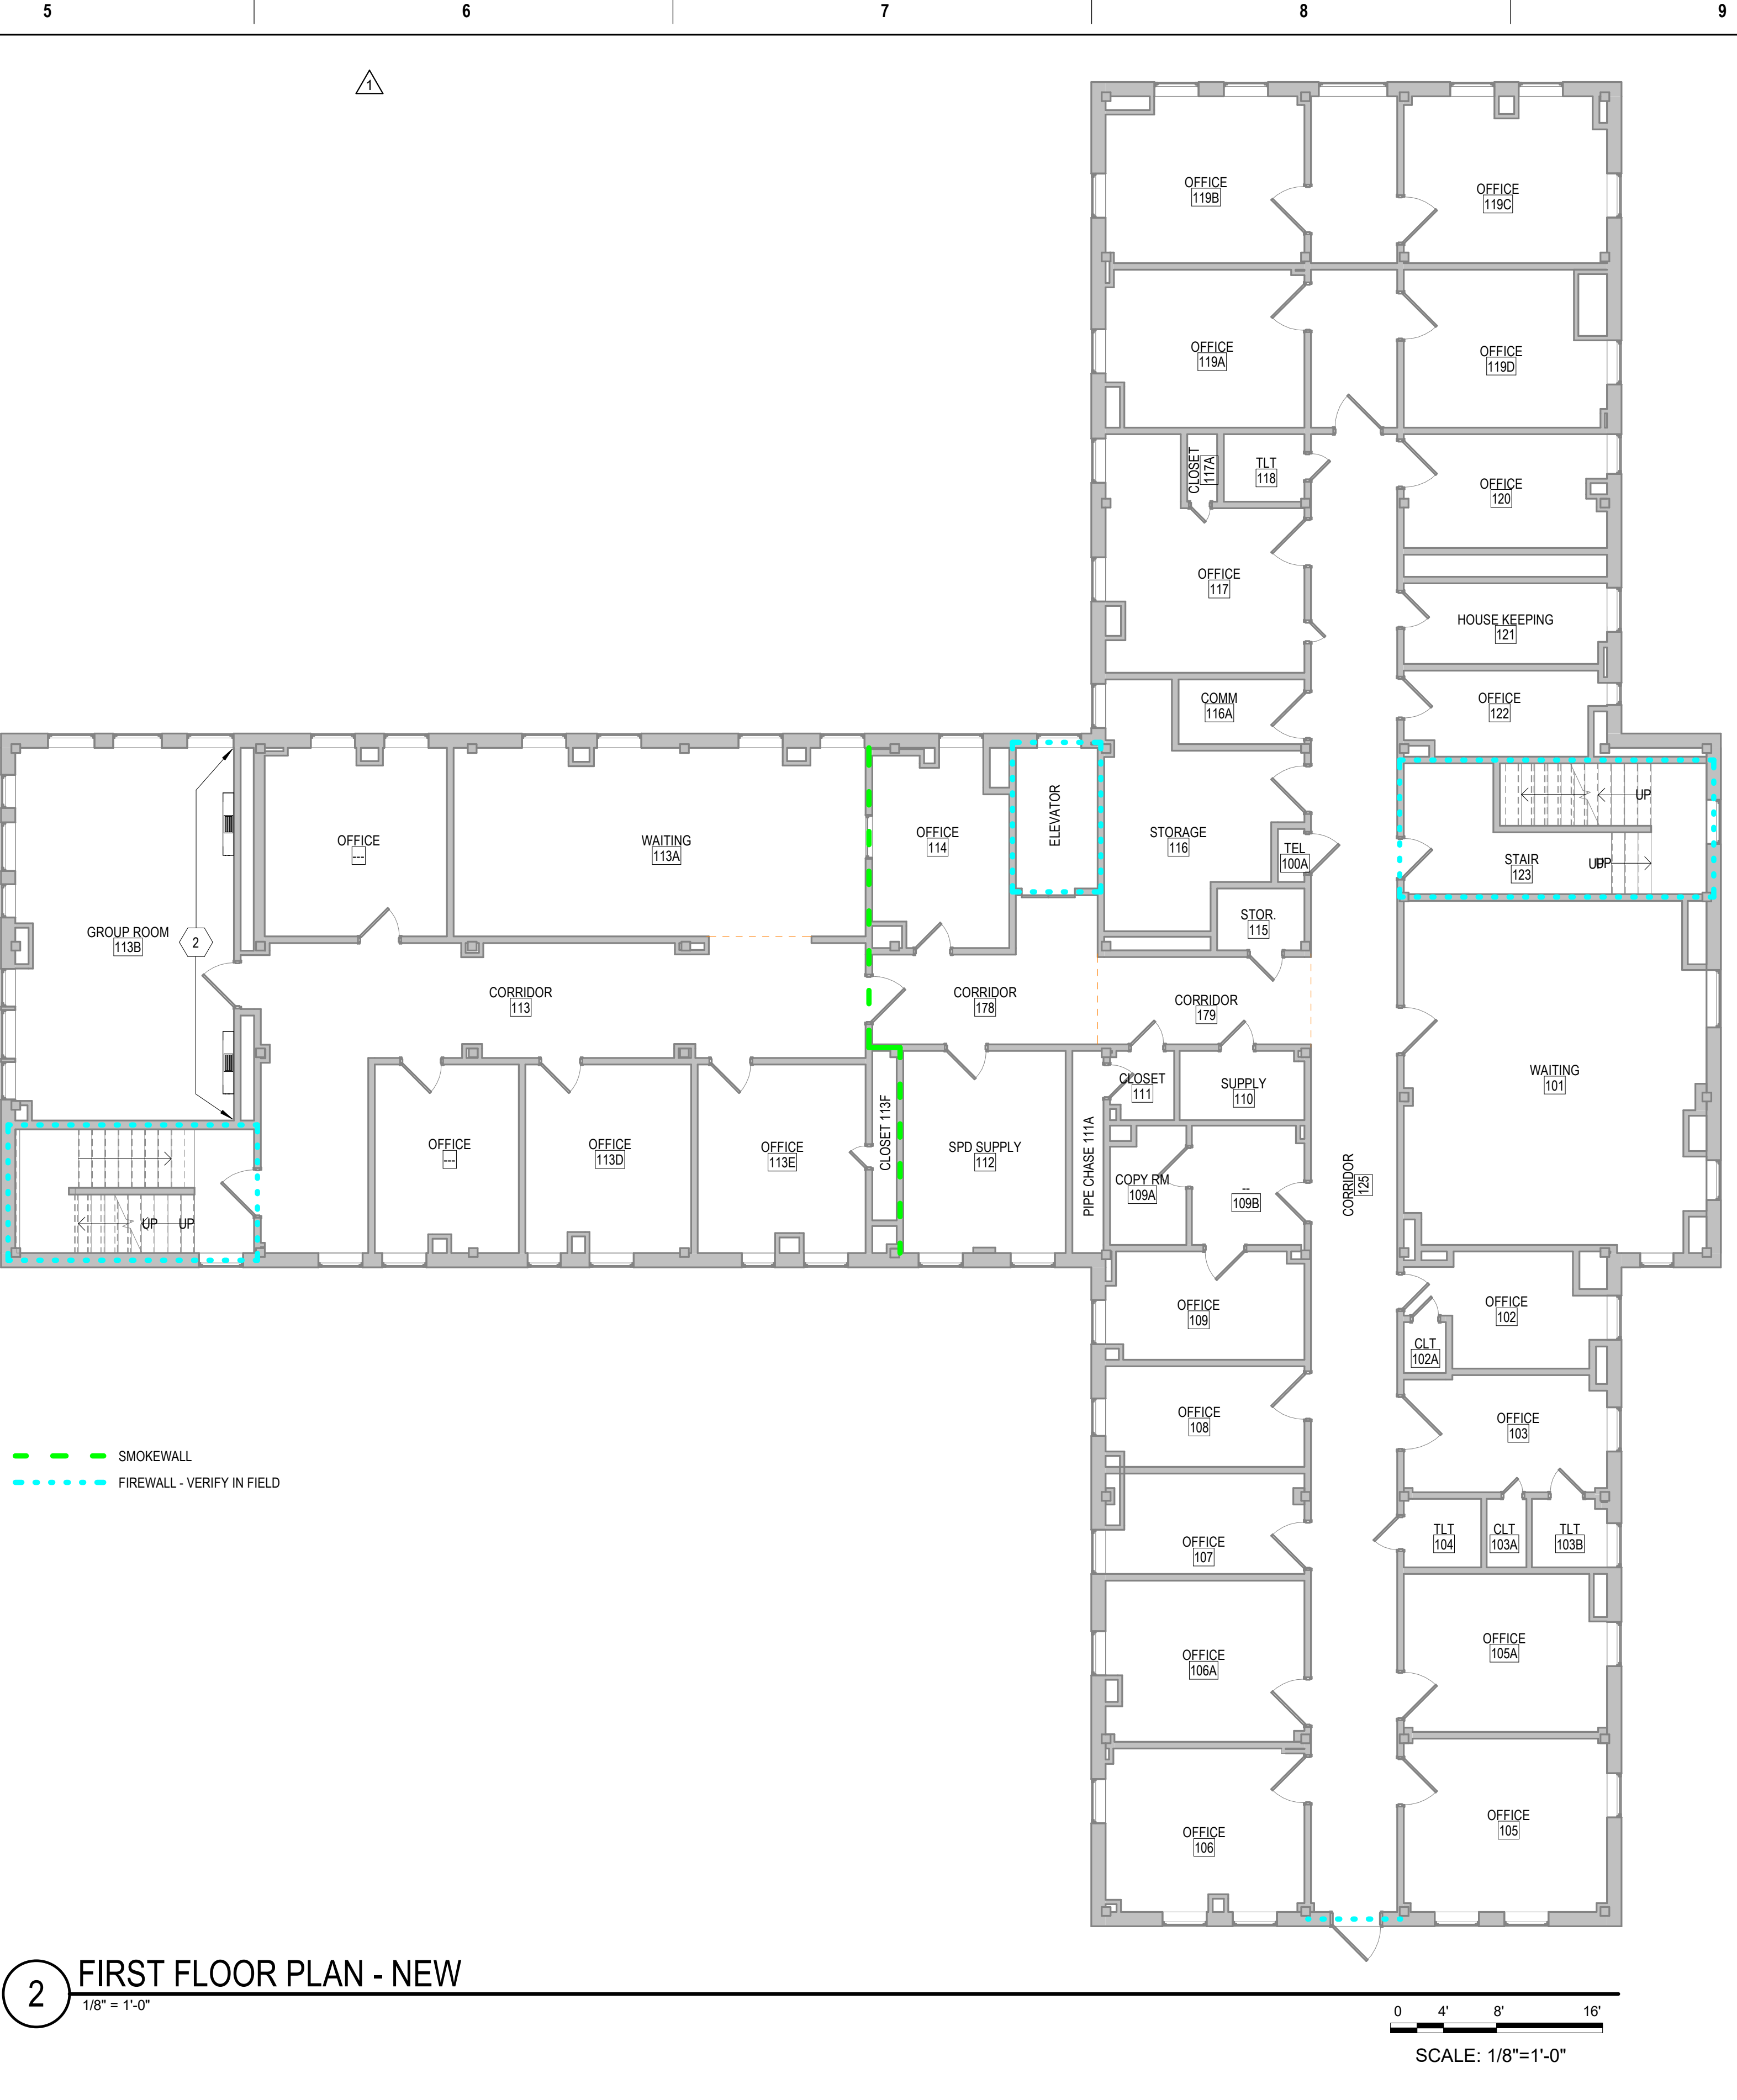 5 6 7 8 9
1
OFFICE
119B
OFFICE
119C
OFFICE
119A
OFFICE
119D
CLOSET
117A
TLT
118
OFFICE
120
OFFICE
117
HOUSE KEEPING
121
COMM
116A
OFFICE
122
OFFICE
---
WAITING
113A
OFFICE
114
ELEVATOR
STORAGE
116
TEL
100A
UP
STAIR
123
UP
UP
GROUP ROOM
113B
2
STOR.
115
CORRIDOR
113
CORRIDOR
178
CORRIDOR
179
CLOSET
111
SUPPLY
110
WAITING
101
OFFICE
---
OFFICE
113D
OFFICE
113E
CLOSET 113F
SPD SUPPLY
112
PIPE CHASE 111A
COPY RM
109A
--
109B
CORRIDOR
125
UP
UP
OFFICE
109
OFFICE
102
CLT
102A
OFFICE
108
OFFICE
103
SMOKEWALL
FIREWALL - VERIFY IN FIELD
OFFICE
107
TLT
104
CLT
103A
TLT
103B
OFFICE
106A
OFFICE
105A
OFFICE
106
OFFICE
105
2
FIRST FLOOR PLAN - NEW
1/8" = 1'-0"
0 4' 8' 16'
SCALE: 1/8"=1'-0"